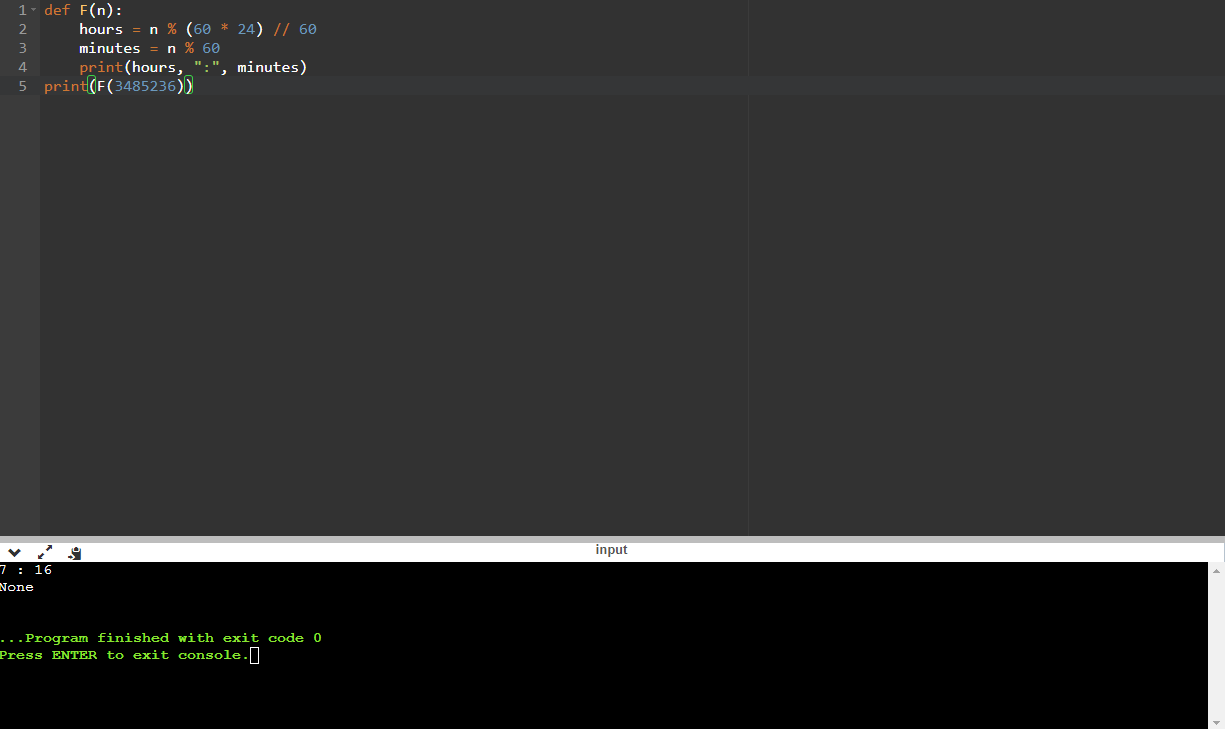 1 def F(n):
2     hours = n % (60 * 24) // 60
3     minutes = n % 60
4     print(hours, ":", minutes)
5 print(F(3485236))
input
7 : 16
None
...Program finished with exit code 0
Press ENTER to exit console.